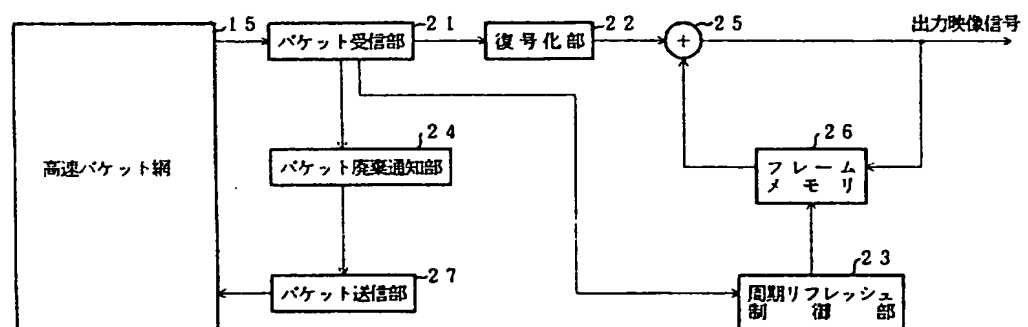 15
パケット受信部
21
復号化部
22
+
25
出力映像信号
高速パケット網
24
パケット廃棄通知部
26
フレーム
メモリ
27
パケット送信部
23
周期リフレッシュ
制御部